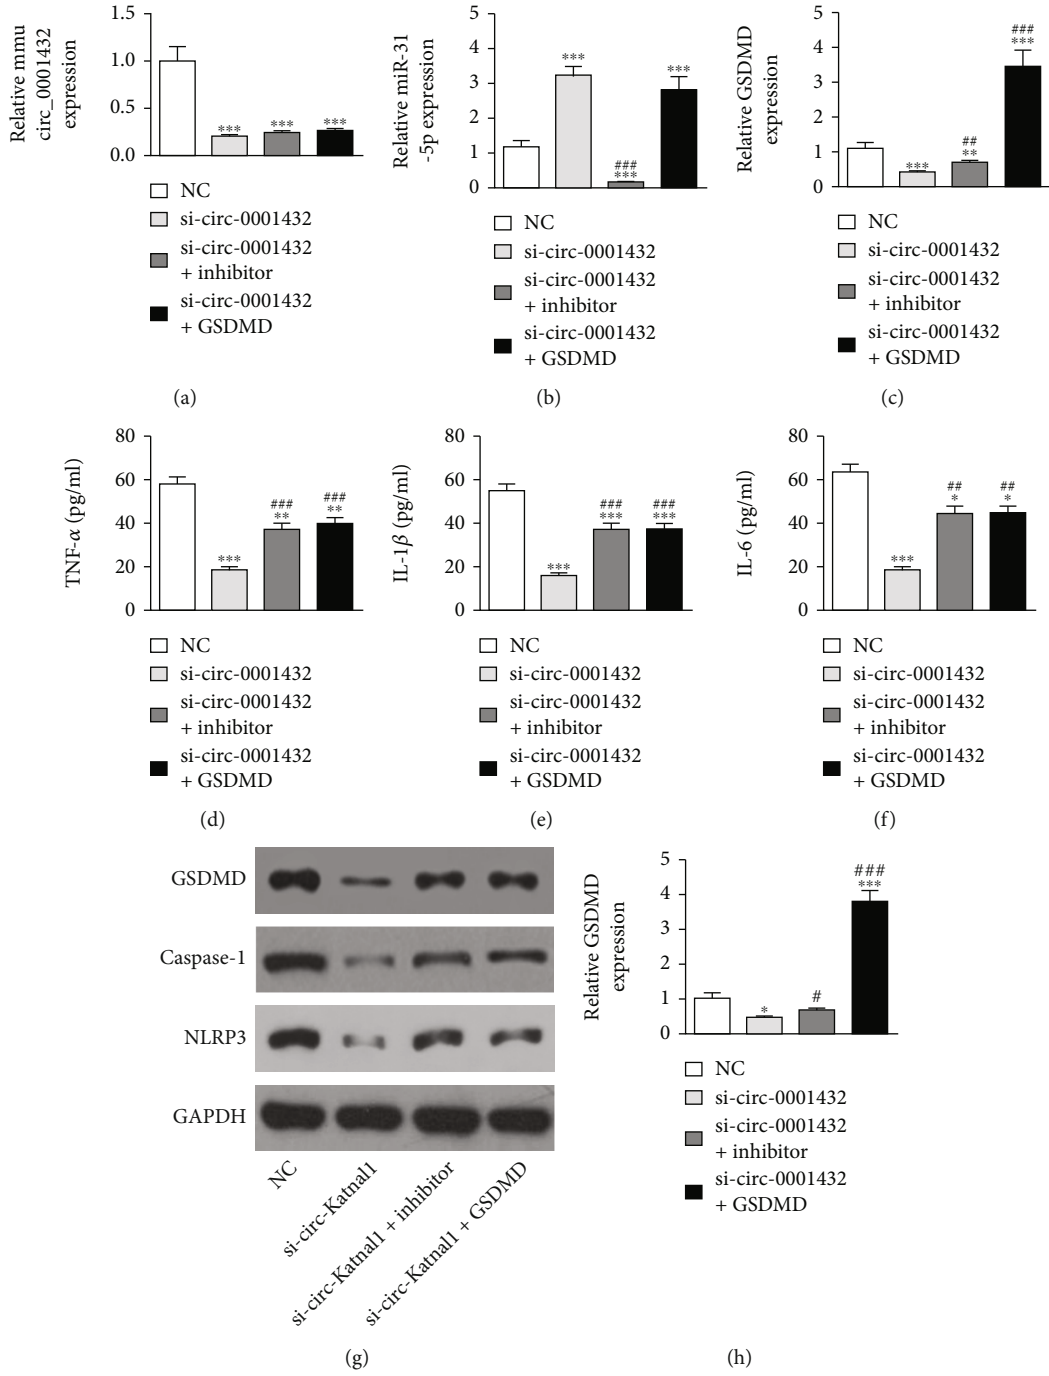 Relative mmu
circ_0001432
expression
1.5
1.0
0.5
0.0
***
***
***
NC
si-circ-0001432
si-circ-0001432
+ inhibitor
si-circ-0001432
+ GSDMD
(a)
Relative miR-31
-5p expression
5
4
3
2
1
0
***
###
***
***
NC
si-circ-0001432
si-circ-0001432
+ inhibitor
si-circ-0001432
+ GSDMD
(b)
Relative GSDMD
expression
5
4
3
2
1
0
***
##
**
###
***
NC
si-circ-0001432
si-circ-0001432
+ inhibitor
si-circ-0001432
+ GSDMD
(c)
TNF-α (pg/ml)
80
60
40
20
0
***
###
**
###
**
NC
si-circ-0001432
si-circ-0001432
+ inhibitor
si-circ-0001432
+ GSDMD
(d)
IL-1β (pg/ml)
80
60
40
20
0
***
###
***
###
***
NC
si-circ-0001432
si-circ-0001432
+ inhibitor
si-circ-0001432
+ GSDMD
(e)
IL-6 (pg/ml)
80
60
40
20
0
***
##
*
##
*
NC
si-circ-0001432
si-circ-0001432
+ inhibitor
si-circ-0001432
+ GSDMD
(f)
GSDMD
Caspase-1
NLRP3
GAPDH
NC
si-circ-Katnal1
si-circ-Katnal1 + inhibitor
si-circ-Katnal1 + GSDMD
(g)
Relative GSDMD
expression
5
4
3
2
1
0
*
#
###
***
NC
si-circ-0001432
si-circ-0001432
+ inhibitor
si-circ-0001432
+ GSDMD
(h)